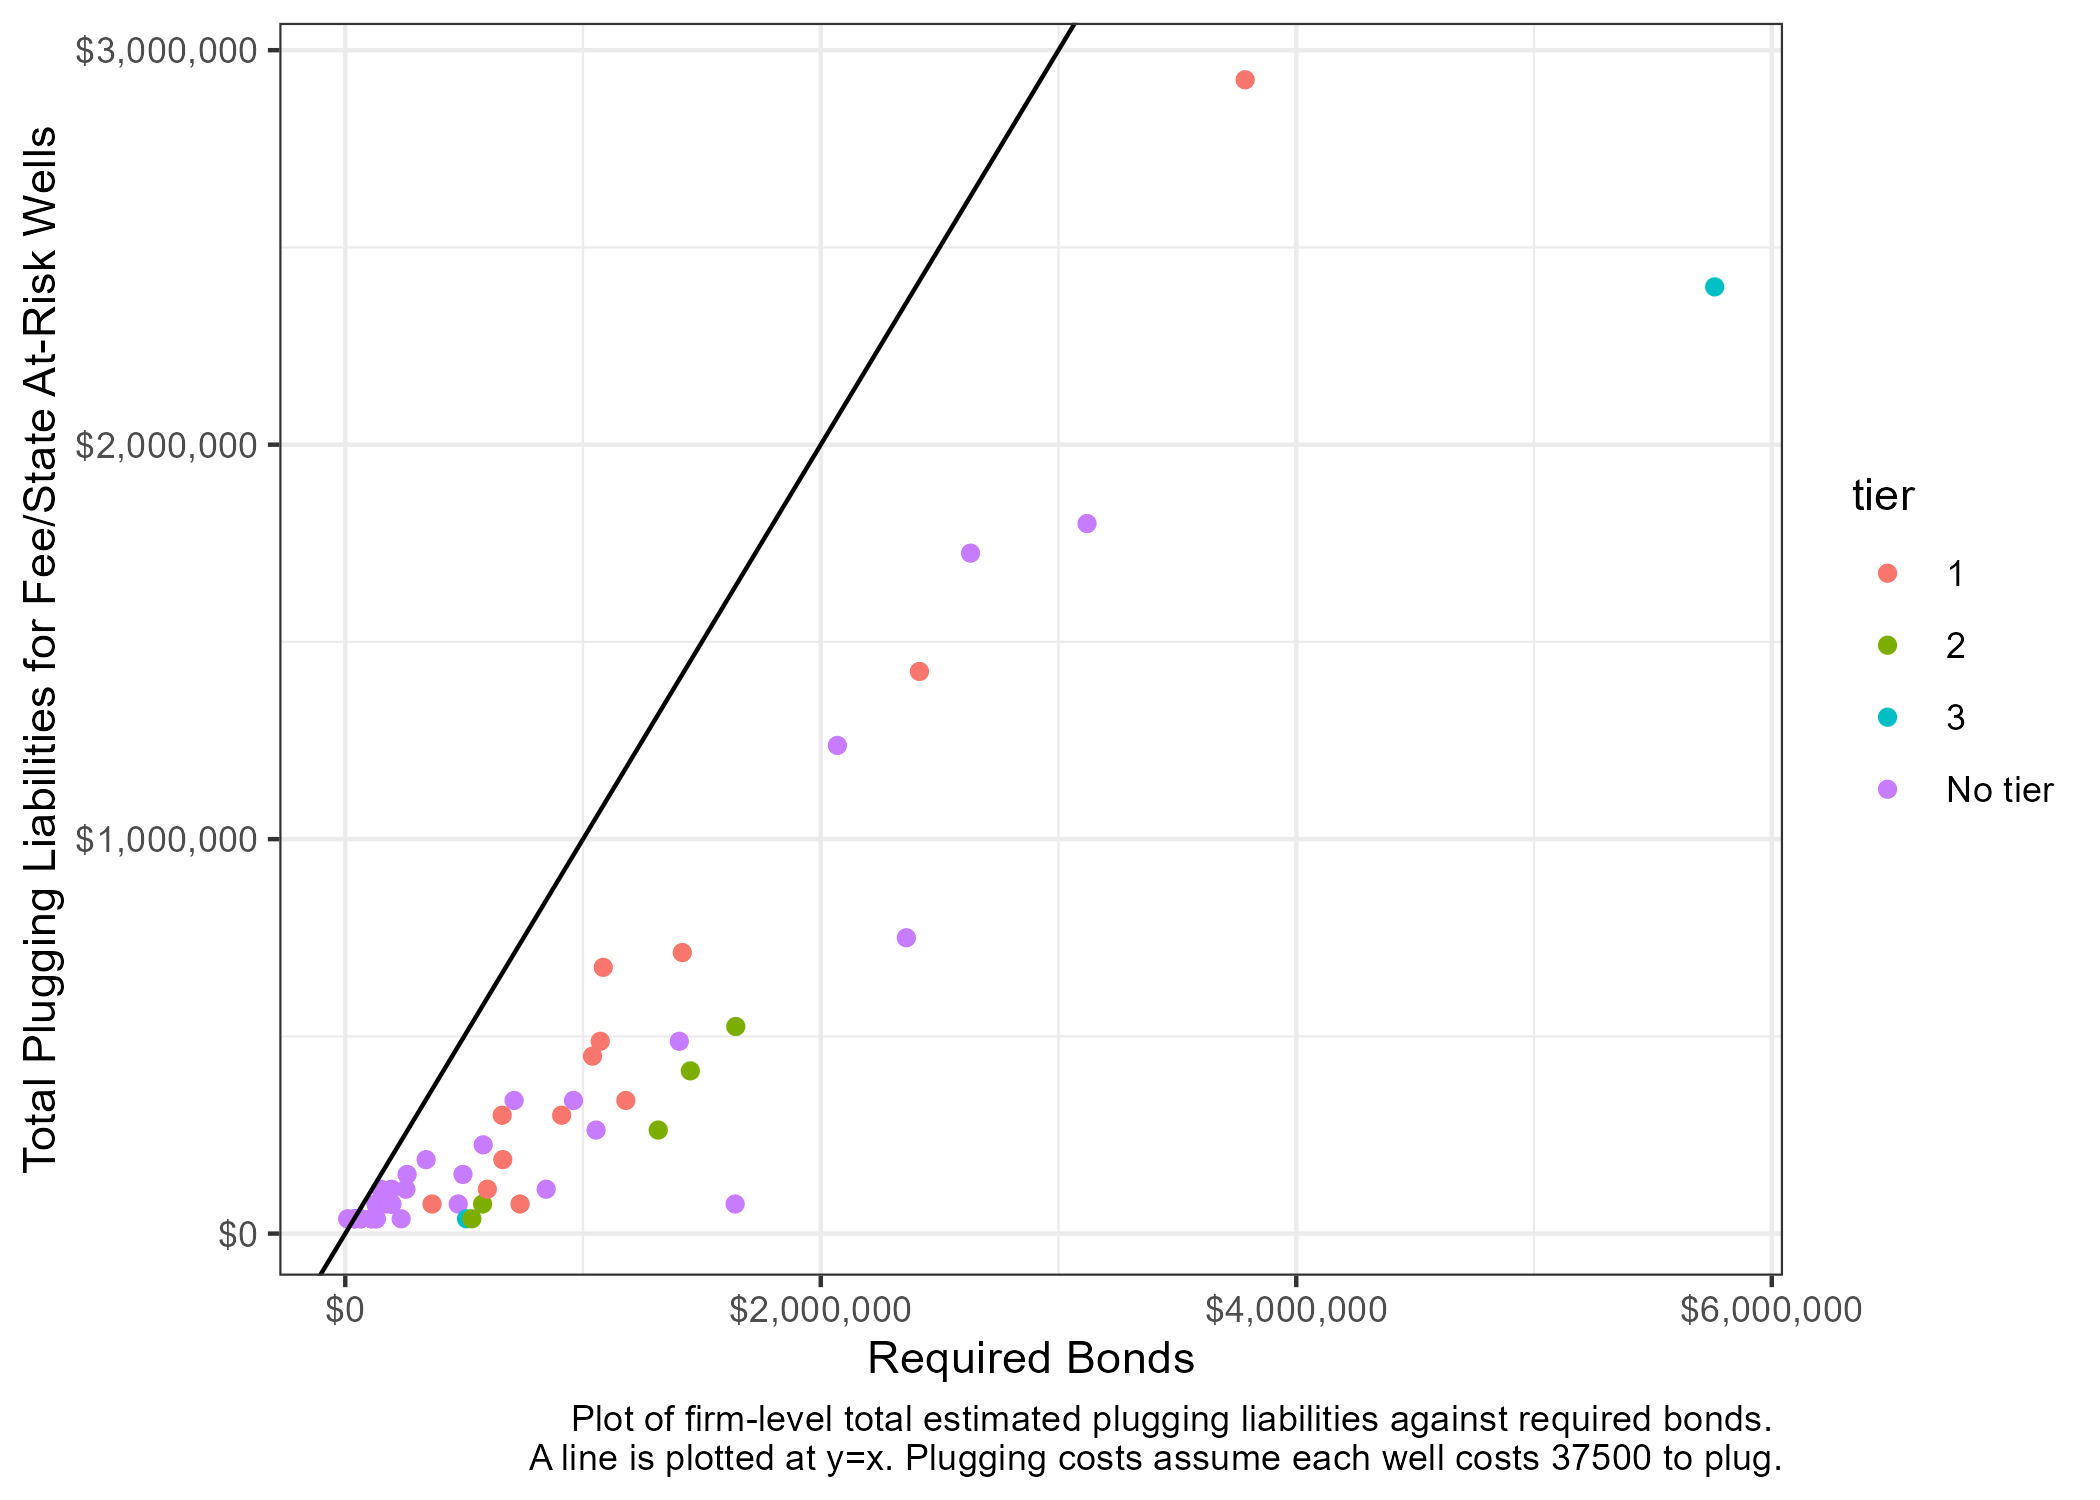 Total Plugging Liabilities for Fee/State At-Risk Wells
$3,000,000
$2,000,000
$1,000,000
$0
$0
$2,000,000
$4,000,000
$6,000,000
Required Bonds
tier
1
2
3
No tier
Plot of firm-level total estimated plugging liabilities against required bonds.
A line is plotted at y=x. Plugging costs assume each well costs 37500 to plug.